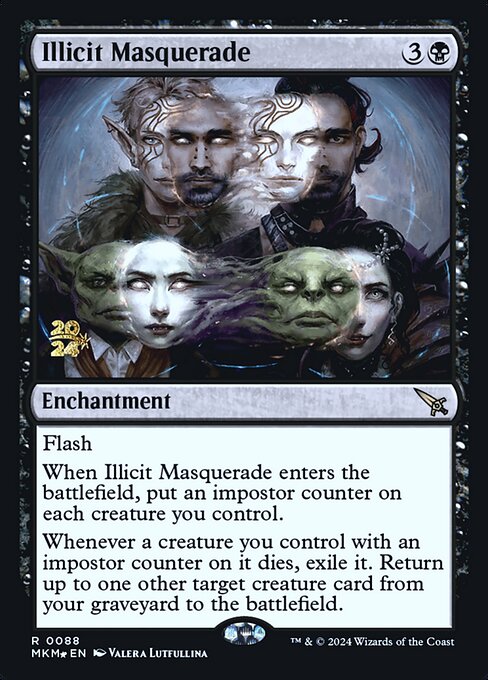 Illicit Masquerade 3
20
24
Enchantment
Flash
When Illicit Masquerade enters the
battlefield, put an impostor counter on
each creature you control.
Whenever a creature you control with an
impostor counter on it dies, exile it. Return
up to one other target creature card from
your graveyard to the battlefield.
R 0088
MKM★EN Valera Lutfullina
™ & © 2024 Wizards of the Coast